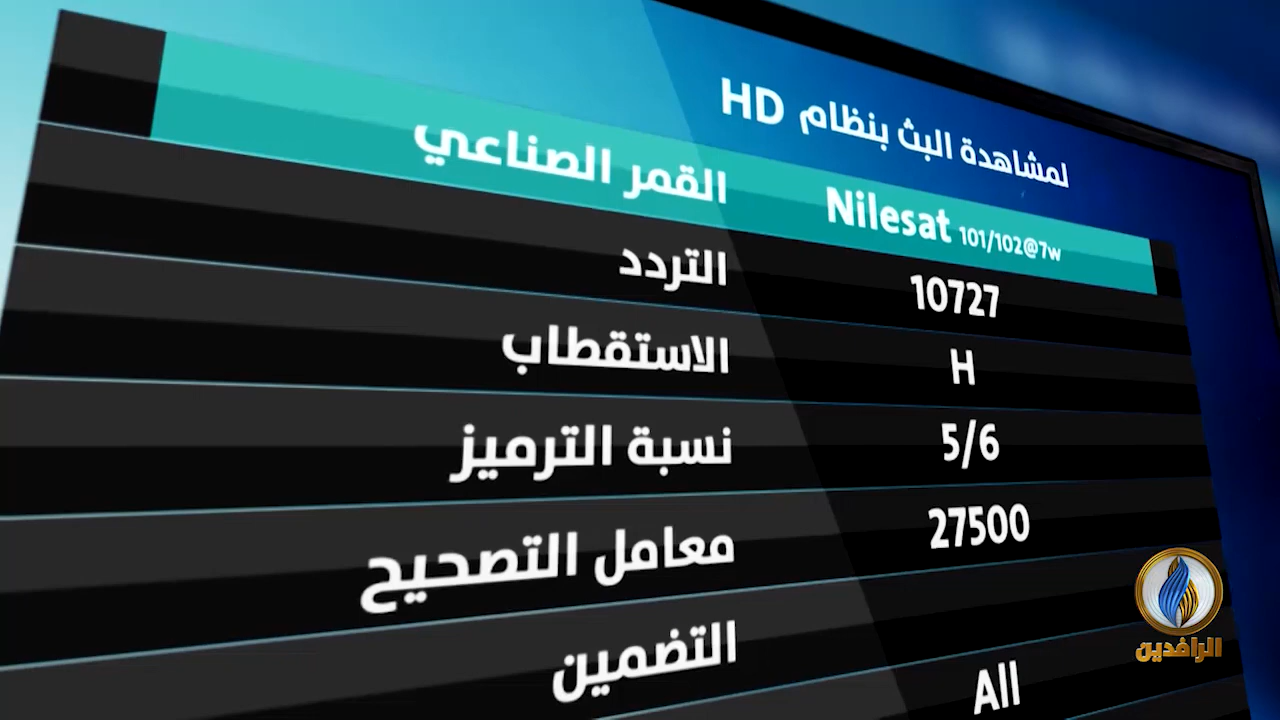 لمشاهدة البث بنظام HD
القمر الصناعي Nilesat 101/102@7w
التردد 10727
الاستقطاب H
نسبة الترميز 5/6
معامل التصحيح 27500
التضمين All
الرافدين